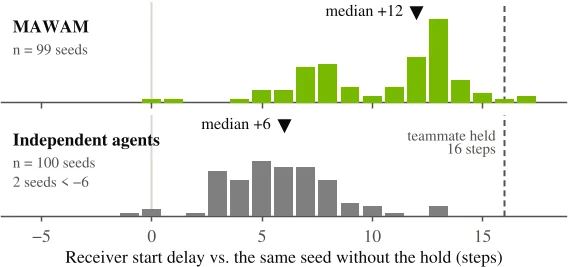 median +12
MAWAM
n = 99 seeds
median +6
Independent agents
n = 100 seeds
2 seeds < −6
teammate held
16 steps
−5 0 5 10 15
Receiver start delay vs. the same seed without the hold (steps)